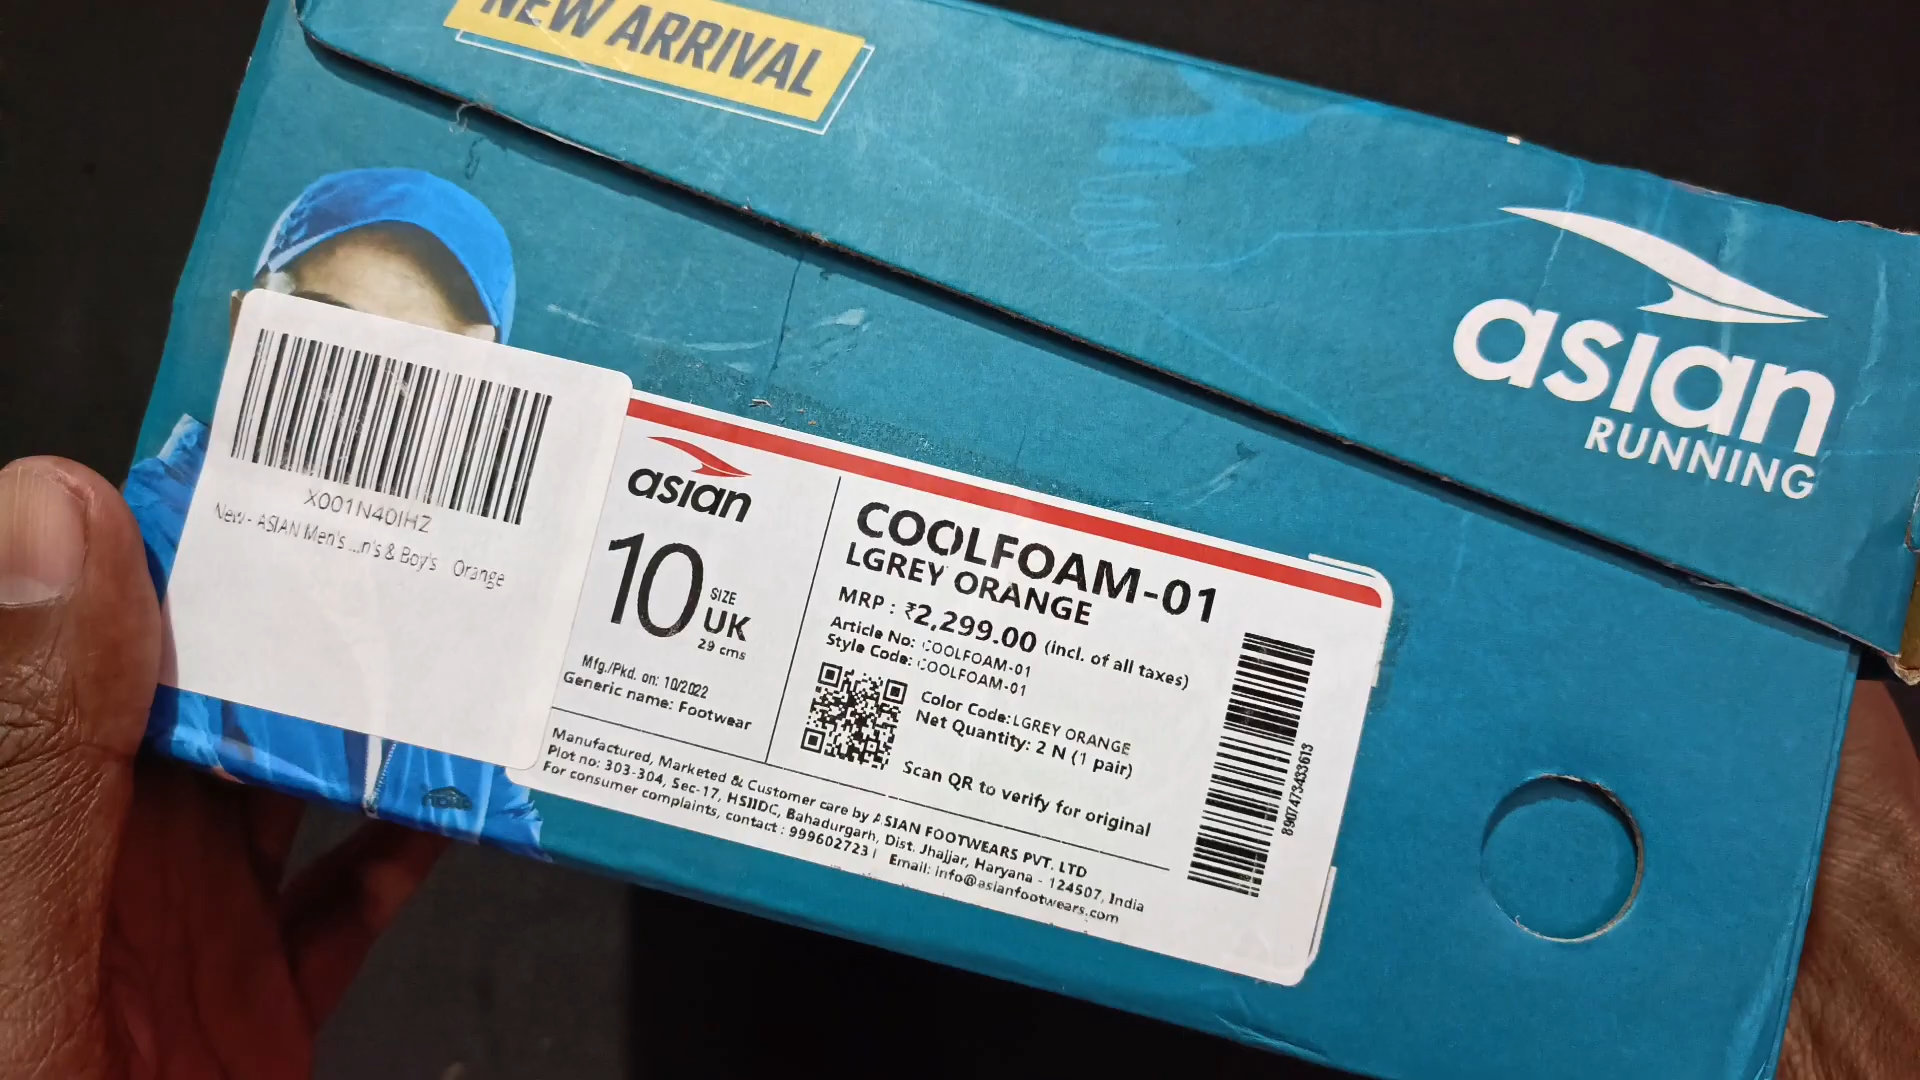 NEW ARRIVAL
asian
RUNNING
X001N40IHZ
New - ASIAN Men's ...n's & Boy's Orange
asian
10 SIZE
UK
29 cms
Mfg./Pkd. on: 10/2022
Generic name: Footwear
COOLFOAM-01
LGREY ORANGE
MRP : ₹2,299.00 (incl. of all taxes)
Article No: COOLFOAM-01
Style Code: COOLFOAM-01
Color Code: LGREY ORANGE
Net Quantity: 2 N (1 pair)
Scan QR to verify for original
8907473433613
Manufactured, Marketed & Customer care by ASIAN FOOTWEARS PVT. LTD
Plot no: 303-304, Sec-17, HSIIDC, Bahadurgarh, Dist. Jhajjar, Haryana - 124507, India
For consumer complaints, contact : 9996027231 Email: info@asianfootwears.com